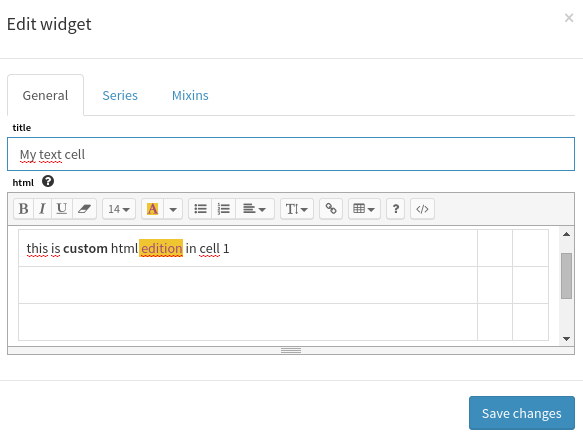 Edit widget
×
General Series Mixins
title
My text cell
html ?
B I U 14 A T ? </>
this is custom html edition in cell 1
Save changes